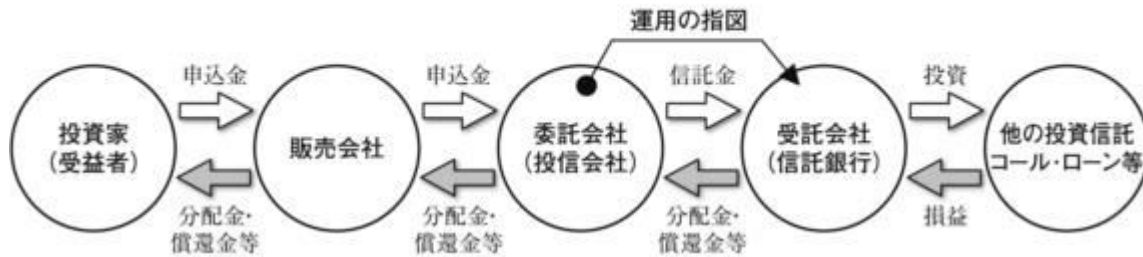 運用の指図
申込金
申込金
信託金
投資
投資家
(受益者)
販売会社
委託会社
(投信会社)
受託会社
(信託銀行)
他の投資信託
コール・ローン等
分配金・
償還金等
分配金・
償還金等
分配金・
償還金等
損益